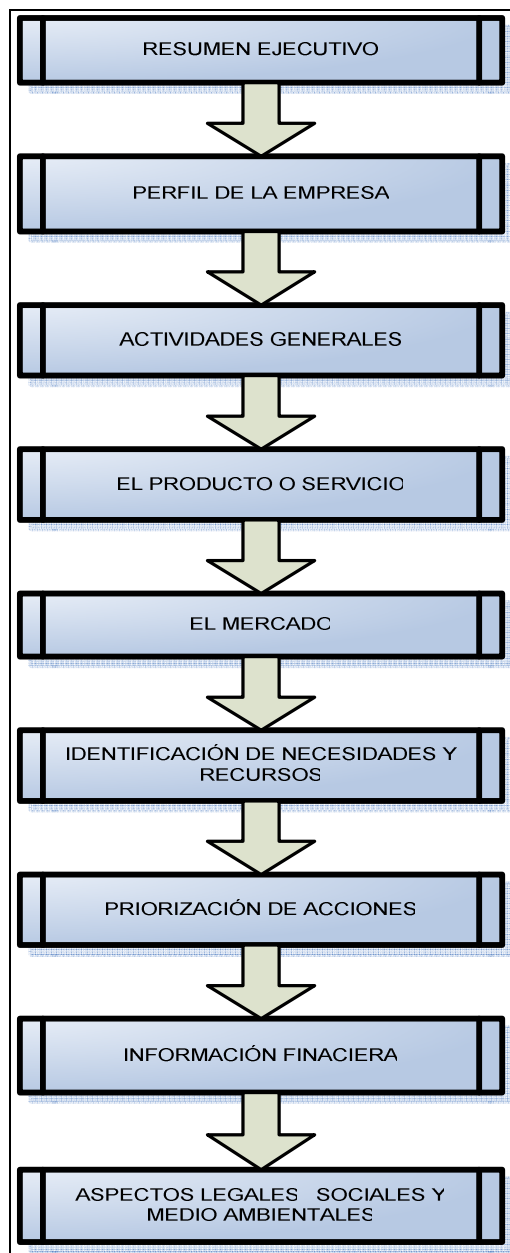 RESUMEN EJECUTIVO
PERFIL DE LA EMPRESA
ACTIVIDADES GENERALES
EL PRODUCTO O SERVICIO
EL MERCADO
IDENTIFICACIÓN DE NECESIDADES Y
RECURSOS
PRIORIZACIÓN DE ACCIONES
INFORMACIÓN FINACIERA
ASPECTOS LEGALES SOCIALES Y
MEDIO AMBIENTALES